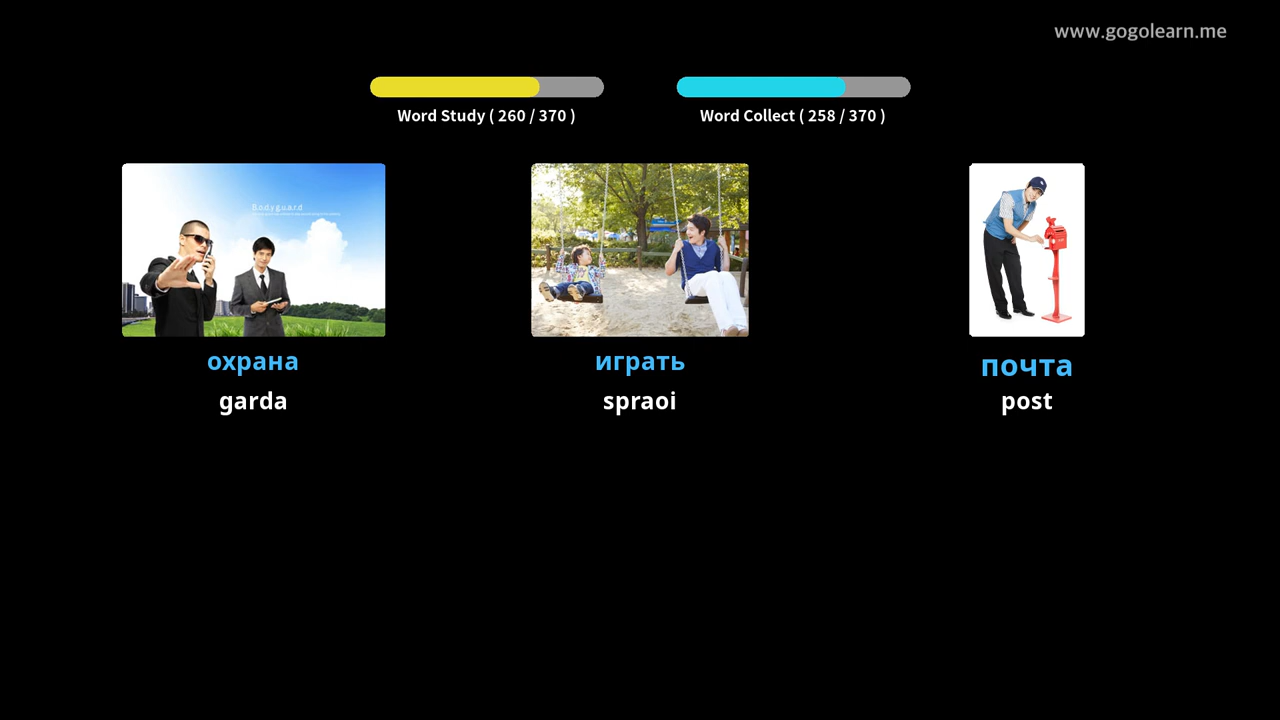 www.gogolearn.me
Word Study ( 260 / 370 )
Word Collect ( 258 / 370 )
Bodyguard
охрана
играть
почта
garda
spraoi
post